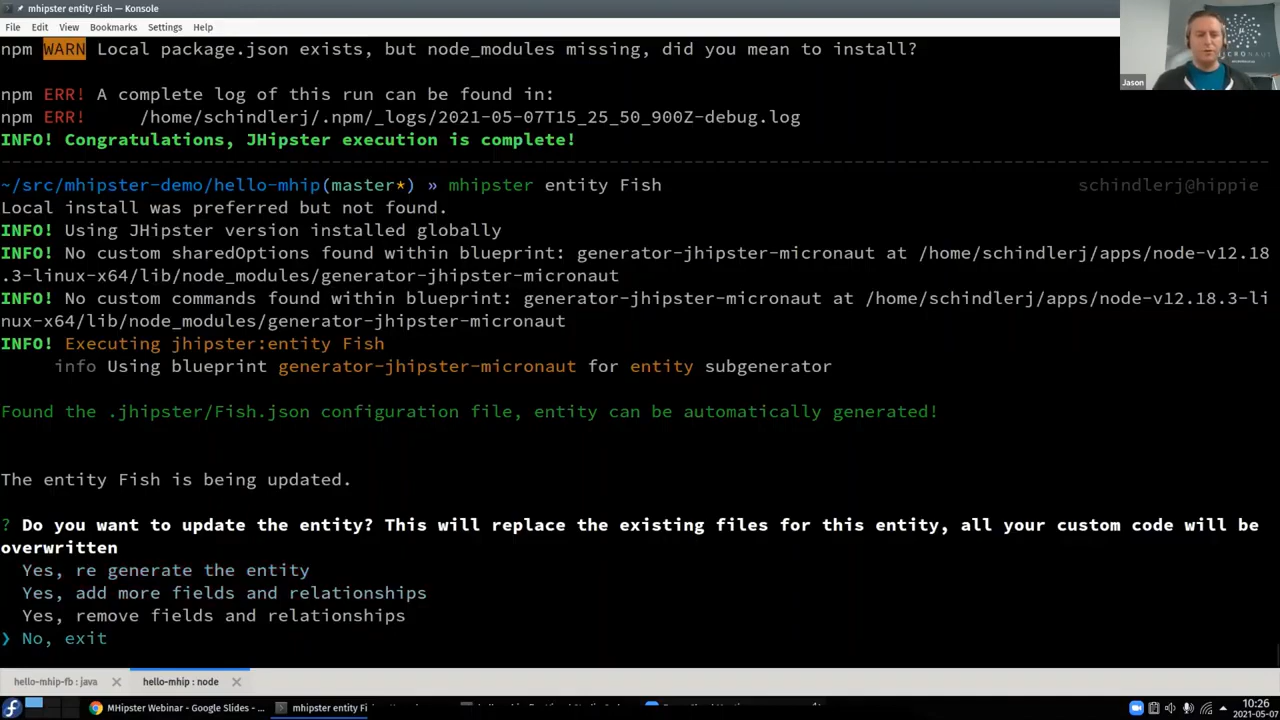 mhipster entity Fish — Konsole
File Edit View Bookmarks Settings Help
npm WARN Local package.json exists, but node_modules missing, did you mean to install?
npm ERR! A complete log of this run can be found in:
npm ERR!     /home/schindlerj/.npm/_logs/2021-05-07T15_25_50_900Z-debug.log
INFO! Congratulations, JHipster execution is complete!
~/src/mhipster-demo/hello-mhip(master*) » mhipster entity Fish schindlerj@hippie
Local install was preferred but not found.
INFO! Using JHipster version installed globally
INFO! No custom sharedOptions found within blueprint: generator-jhipster-micronaut at /home/schindlerj/apps/node-v12.18
.3-linux-x64/lib/node_modules/generator-jhipster-micronaut
INFO! No custom commands found within blueprint: generator-jhipster-micronaut at /home/schindlerj/apps/node-v12.18.3-li
nux-x64/lib/node_modules/generator-jhipster-micronaut
INFO! Executing jhipster:entity Fish
info Using blueprint generator-jhipster-micronaut for entity subgenerator
Found the .jhipster/Fish.json configuration file, entity can be automatically generated!
The entity Fish is being updated.
? Do you want to update the entity? This will replace the existing files for this entity, all your custom code will be
overwritten
Yes, re generate the entity
Yes, add more fields and relationships
Yes, remove fields and relationships
❯ No, exit
Jason
hello-mhip-fb : java
hello-mhip : node
MHipster Webinar - Google Slides - ...
mhipster entity Fi
10:26
2021-05-07